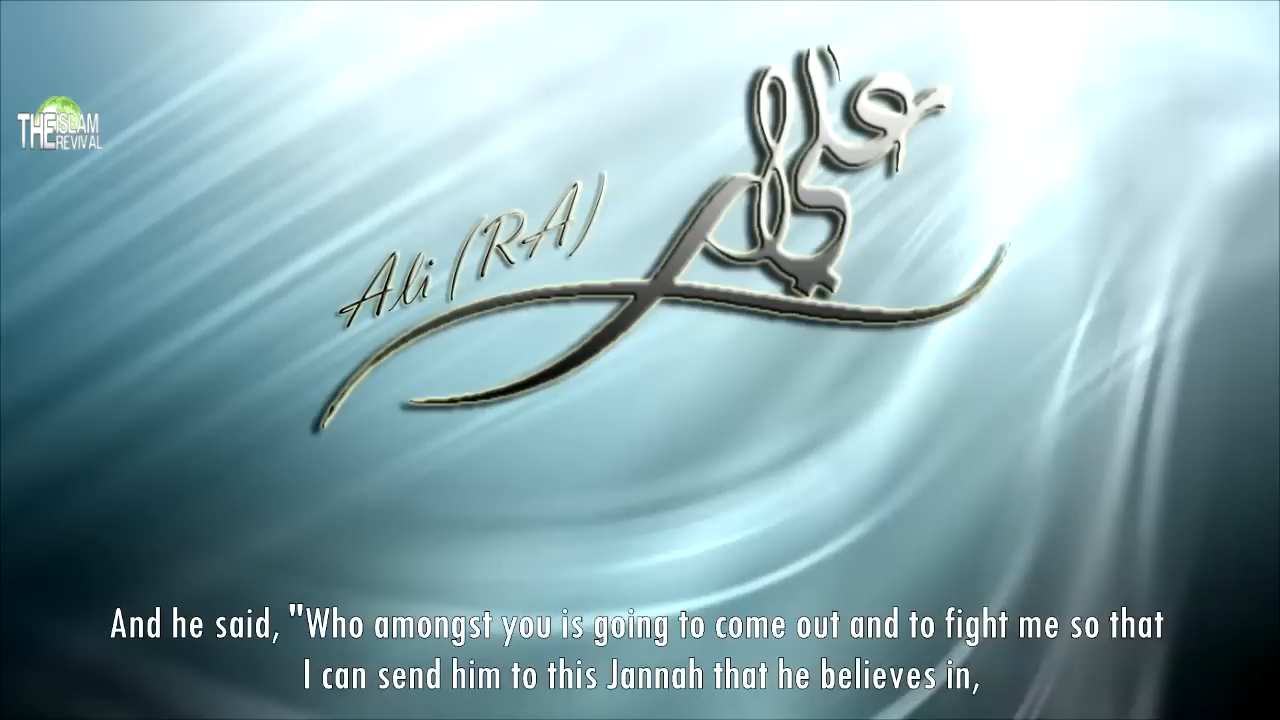 THE ISLAM
REVIVAL
علي
Ali (RA)
And he said, "Who amongst you is going to come out and to fight me so that
I can send him to this Jannah that he believes in,